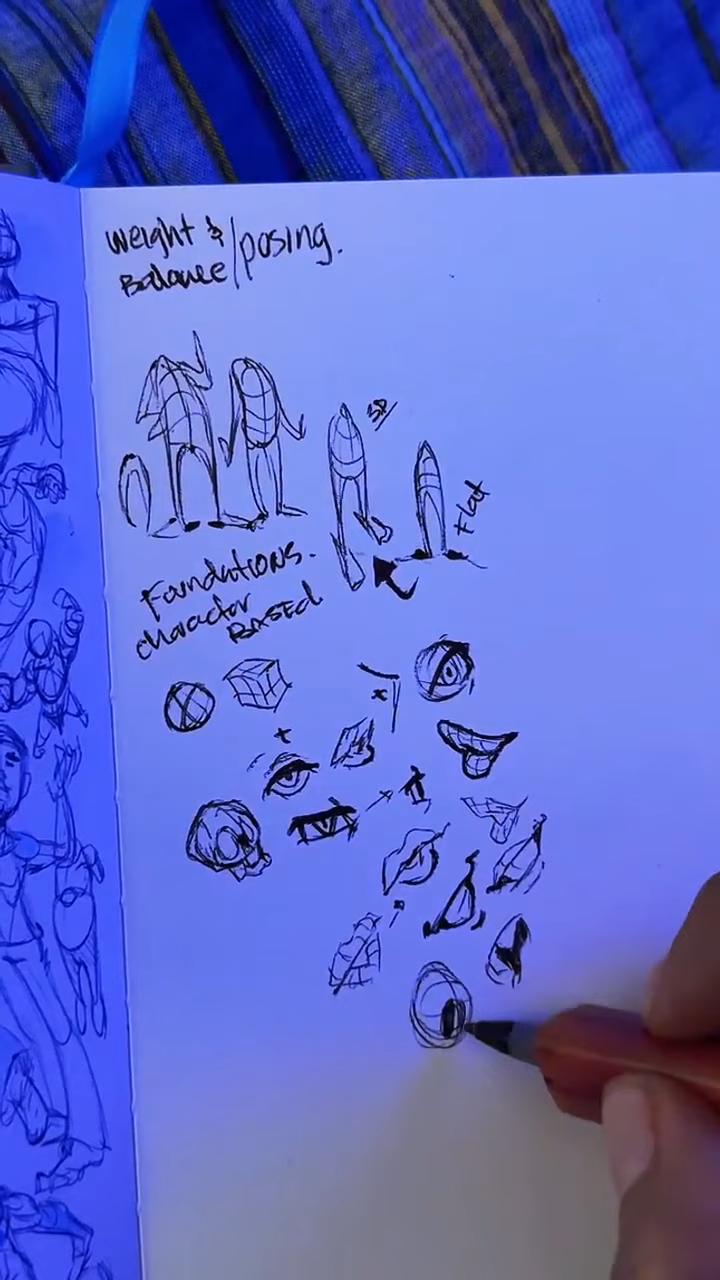 Weight &
Balance/posing.
3D
Flat
Foundations.
character
BASED